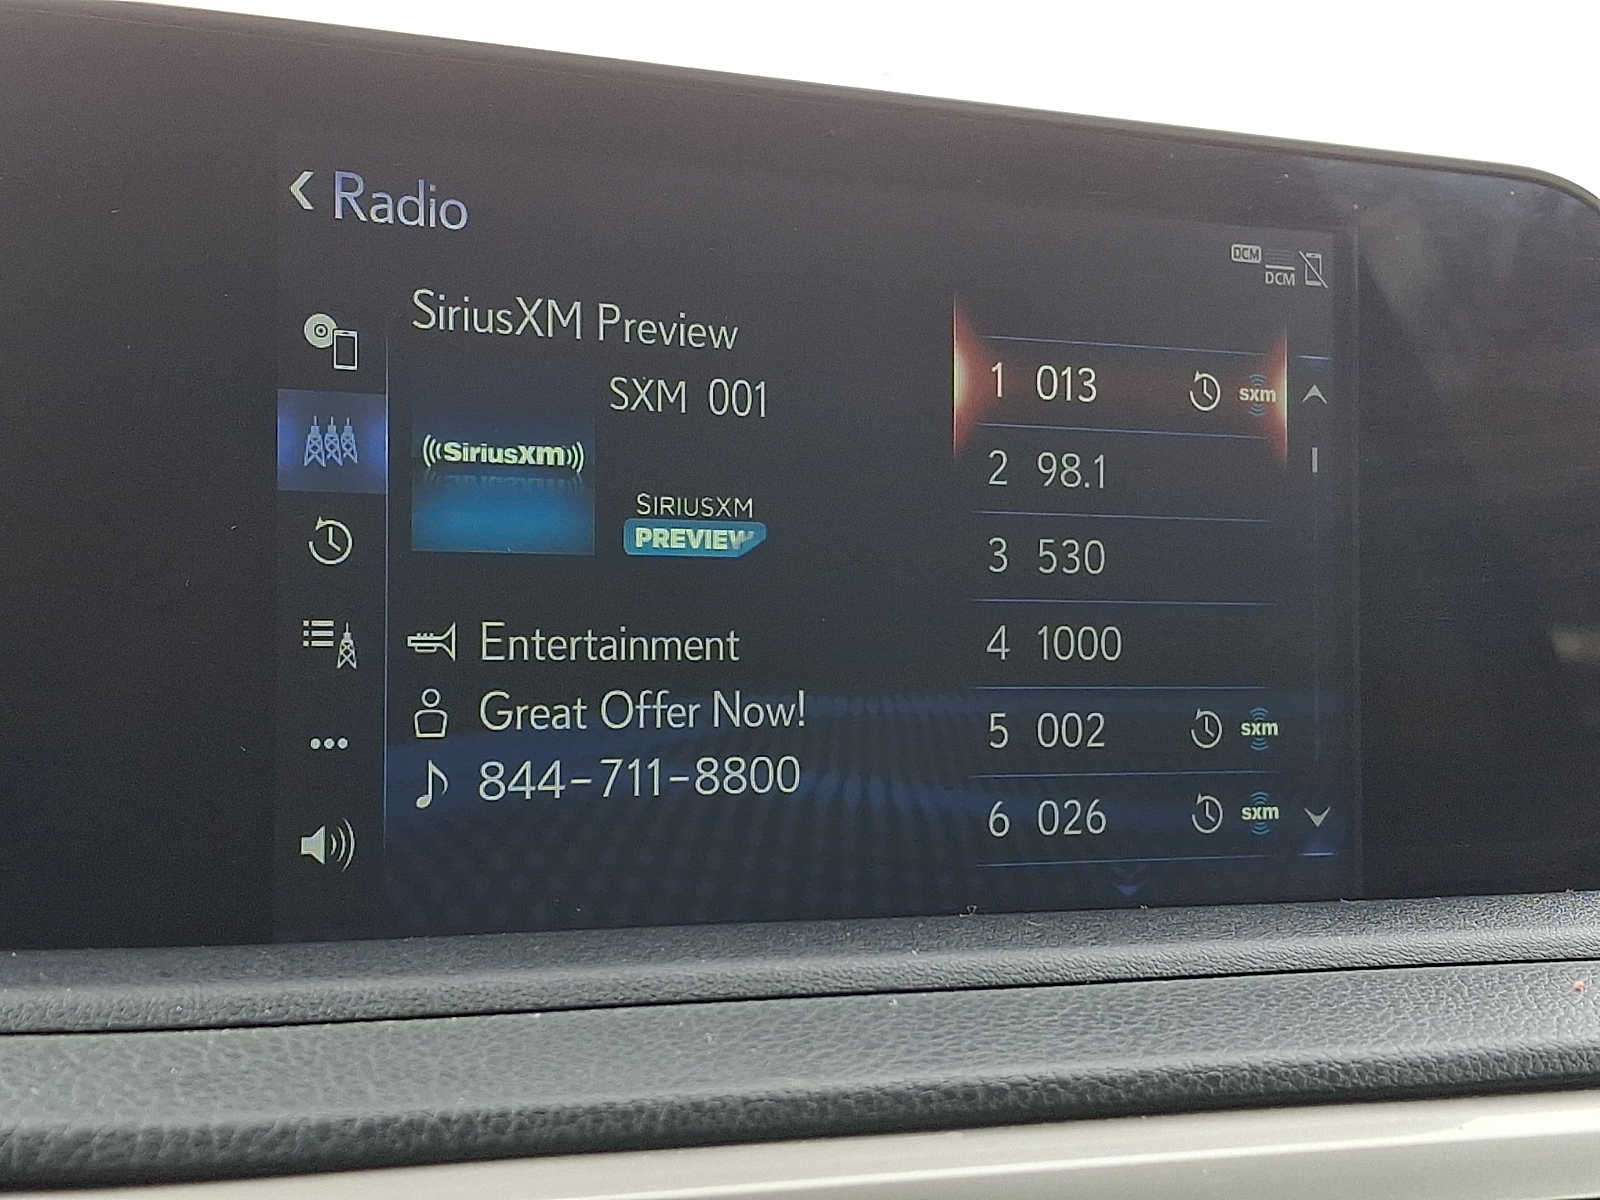 Radio
DCM
DCM
SiriusXM Preview
SXM 001
SiriusXM
SIRIUSXM
PREVIEW
Entertainment
Great Offer Now!
844-711-8800
1 013 sxm
2 98.1
3 530
4 1000
5 002 sxm
6 026 sxm